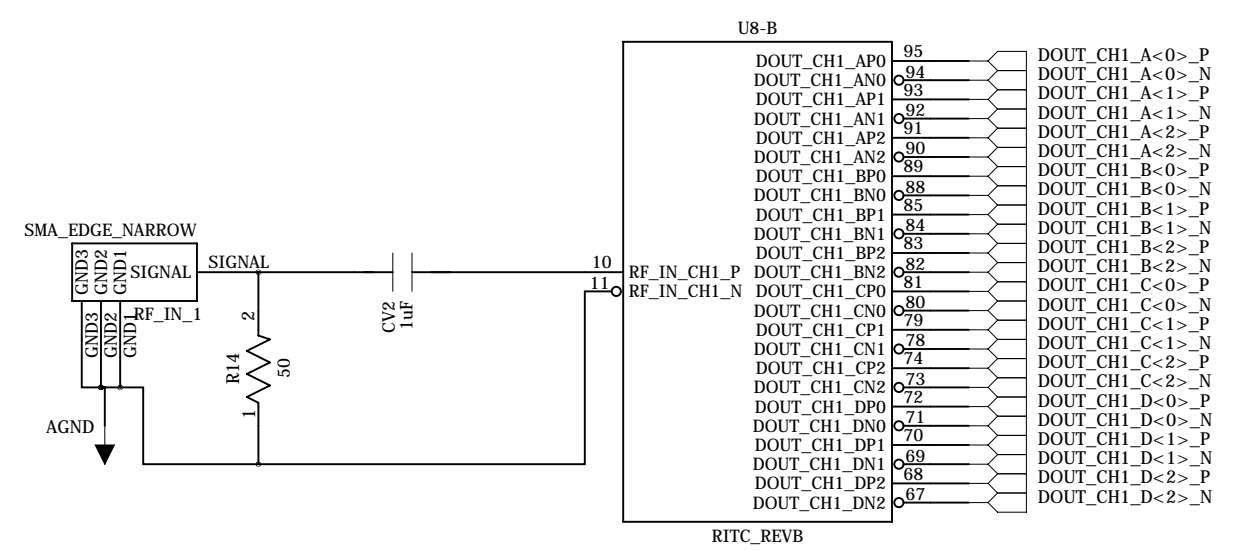 U8-B
DOUT_CH1_AP0 95 DOUT_CH1_A<0>_P
DOUT_CH1_AN0 94 DOUT_CH1_A<0>_N
DOUT_CH1_AP1 93 DOUT_CH1_A<1>_P
DOUT_CH1_AN1 92 DOUT_CH1_A<1>_N
DOUT_CH1_AP2 91 DOUT_CH1_A<2>_P
DOUT_CH1_AN2 90 DOUT_CH1_A<2>_N
DOUT_CH1_BP0 89 DOUT_CH1_B<0>_P
DOUT_CH1_BN0 88 DOUT_CH1_B<0>_N
DOUT_CH1_BP1 85 DOUT_CH1_B<1>_P
DOUT_CH1_BN1 84 DOUT_CH1_B<1>_N
DOUT_CH1_BP2 83 DOUT_CH1_B<2>_P
DOUT_CH1_BN2 82 DOUT_CH1_B<2>_N
DOUT_CH1_CP0 81 DOUT_CH1_C<0>_P
DOUT_CH1_CN0 80 DOUT_CH1_C<0>_N
DOUT_CH1_CP1 79 DOUT_CH1_C<1>_P
DOUT_CH1_CN1 78 DOUT_CH1_C<1>_N
DOUT_CH1_CP2 74 DOUT_CH1_C<2>_P
DOUT_CH1_CN2 73 DOUT_CH1_C<2>_N
DOUT_CH1_DP0 72 DOUT_CH1_D<0>_P
DOUT_CH1_DN0 71 DOUT_CH1_D<0>_N
DOUT_CH1_DP1 70 DOUT_CH1_D<1>_P
DOUT_CH1_DN1 69 DOUT_CH1_D<1>_N
DOUT_CH1_DP2 68 DOUT_CH1_D<2>_P
DOUT_CH1_DN2 67 DOUT_CH1_D<2>_N
SMA_EDGE_NARROW
GND3
GND2
GND1
SIGNAL
SIGNAL
RF_IN_1
GND3
GND2
GND1
AGND
2
R14
50
1
CV2
1uF
10 RF_IN_CH1_P
11 RF_IN_CH1_N
RITC_REVB